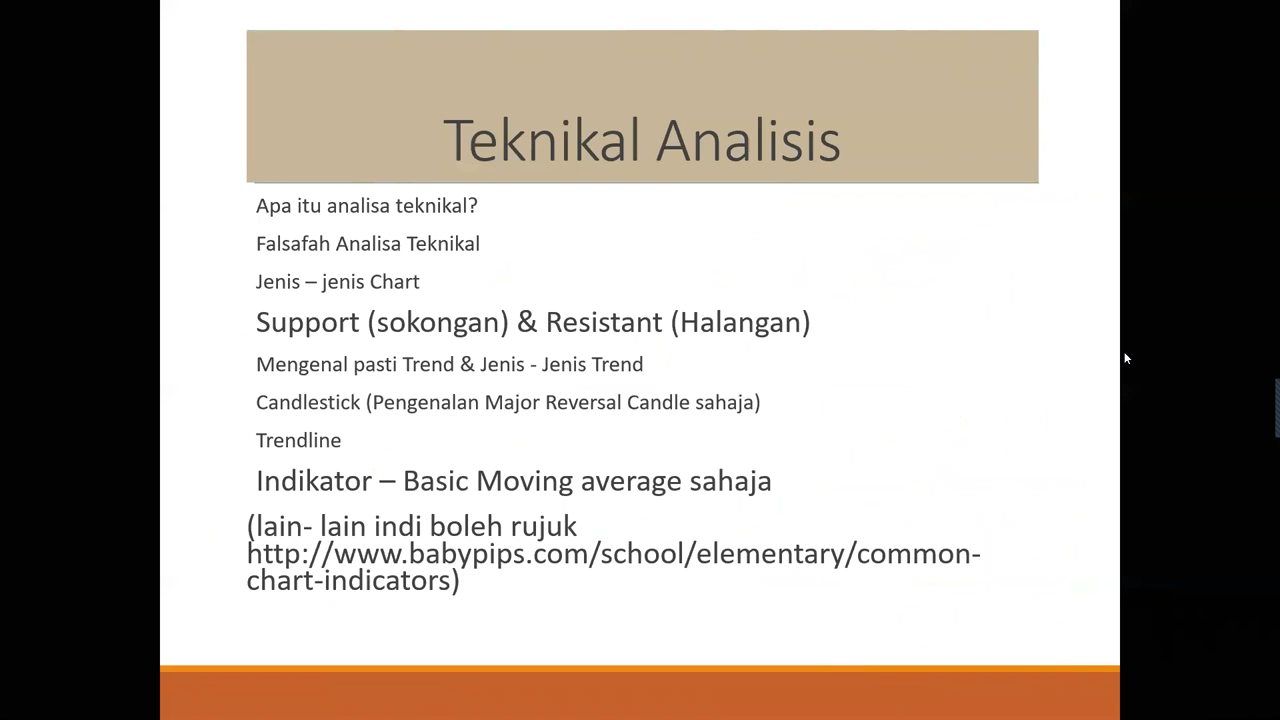 Teknikal Analisis
Apa itu analisa teknikal?
Falsafah Analisa Teknikal
Jenis – jenis Chart
Support (sokongan) & Resistant (Halangan)
Mengenal pasti Trend & Jenis - Jenis Trend
Candlestick (Pengenalan Major Reversal Candle sahaja)
Trendline
Indikator – Basic Moving average sahaja
(lain- lain indi boleh rujuk
http://www.babypips.com/school/elementary/common-
chart-indicators)